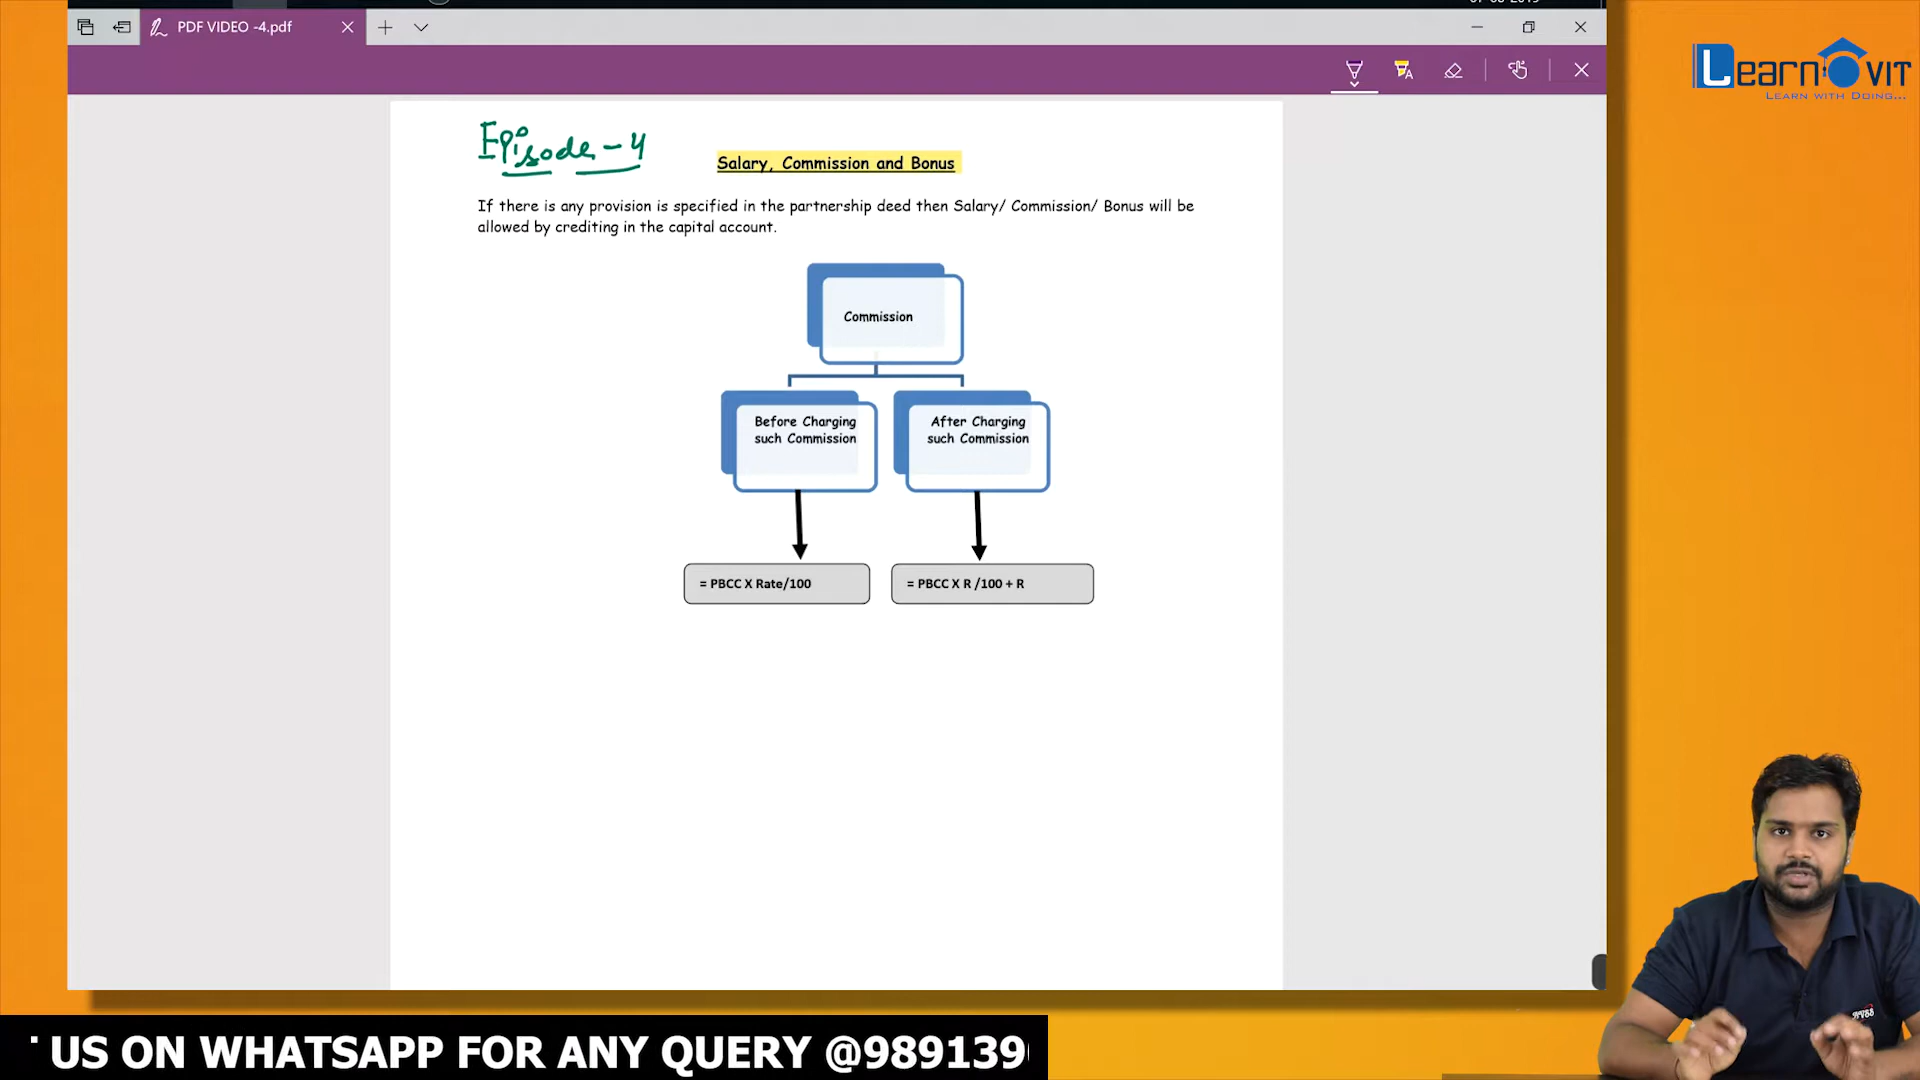 PDF VIDEO -4.pdf
LearnOVIT
LEARN WITH DOING...
Episode - 4
Salary, Commission and Bonus
If there is any provision is specified in the partnership deed then Salary/ Commission/ Bonus will be
allowed by crediting in the capital account.
Commission
Before Charging
such Commission
After Charging
such Commission
= PBCC X Rate/100
= PBCC X R /100 + R
US ON WHATSAPP FOR ANY QUERY @989139